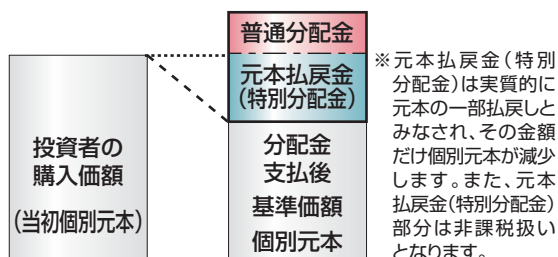 普通分配金
元本払戻金
（特別分配金）
投資者の
購入価額
（当初個別元本）
分配金
支払後
基準価額
個別元本
※元本払戻金（特別
分配金）は実質的に
元本の一部払戻しと
みなされ、その金額
だけ個別元本が減少
します。また、元本
払戻金（特別分配金）
部分は非課税扱い
となります。